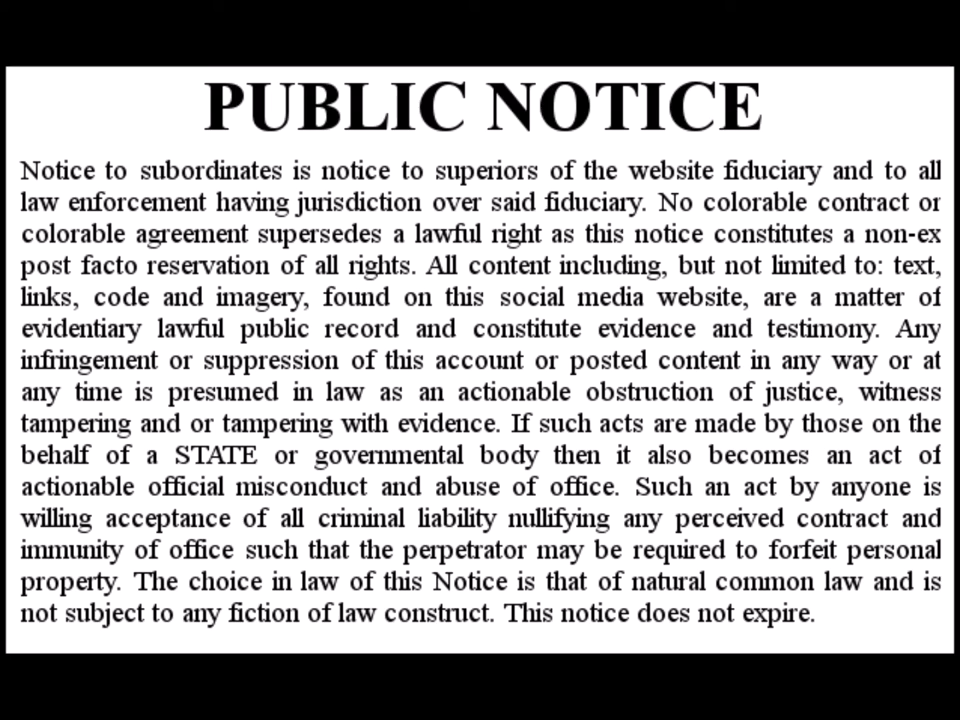 PUBLIC NOTICE
Notice to subordinates is notice to superiors of the website fiduciary and to all
law enforcement having jurisdiction over said fiduciary. No colorable contract or
colorable agreement supersedes a lawful right as this notice constitutes a non-ex
post facto reservation of all rights. All content including, but not limited to: text,
links, code and imagery, found on this social media website, are a matter of
evidentiary lawful public record and constitute evidence and testimony. Any
infringement or suppression of this account or posted content in any way or at
any time is presumed in law as an actionable obstruction of justice, witness
tampering and or tampering with evidence. If such acts are made by those on the
behalf of a STATE or governmental body then it also becomes an act of
actionable official misconduct and abuse of office. Such an act by anyone is
willing acceptance of all criminal liability nullifying any perceived contract and
immunity of office such that the perpetrator may be required to forfeit personal
property. The choice in law of this Notice is that of natural common law and is
not subject to any fiction of law construct. This notice does not expire.